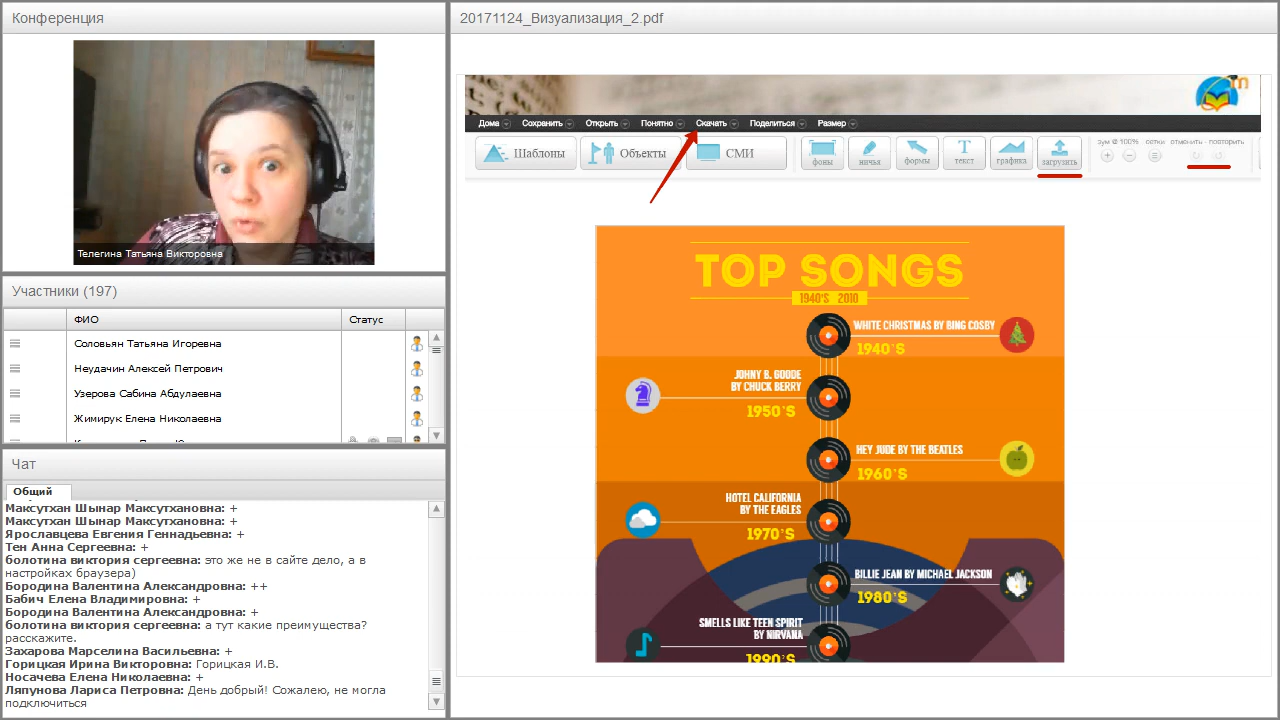 Конференция
Телегина Татьяна Викторовна
Участники (197)
ФИО
Статус
Соловьян Татьяна Игоревна
Неудачин Алексей Петрович
Узерова Сабина Абдулаевна
Жимирук Елена Николаевна
Чат
Общий
Максутхан Шынар Максутхановна: +
Максутхан Шынар Максутхановна: +
Ярославцева Евгения Геннадьевна: +
Тен Анна Сергеевна: +
болотина виктория сергеевна: это же не в сайте дело, а в
настройках браузера)
Бородина Валентина Александровна: ++
Бабич Елена Владимировна: +
Бородина Валентина Александровна: +
болотина виктория сергеевна: а тут какие преимущества?
расскажите.
Захарова Марселина Васильевна: +
Горицкая Ирина Викторовна: Горицкая И.В.
Носачева Елена Николаевна: +
Ляпунова Лариса Петровна: День добрый! Сожалею, не могла
подключиться
20171124_Визуализация_2.pdf
Дома Сохранить Открыть Понятно Скачать Поделиться Размер
Шаблоны Объекты СМИ фоны ничья формы текст графика загрузить
зум @ 100% сетки отменить повторить
TOP SONGS
1940'S 2010
WHITE CHRISTMAS BY BING COSBY
1940'S
JOHNY B. GOODE
BY CHUCK BERRY
1950'S
HEY JUDE BY THE BEATLES
1960'S
HOTEL CALIFORNIA
BY THE EAGLES
1970'S
BILLIE JEAN BY MICHAEL JACKSON
1980'S
SMELLS LIKE TEEN SPIRIT
BY NIRVANA
1990'S